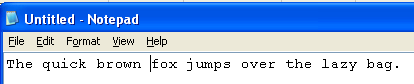 Untitled - Notepad
File Edit Format View Help
The quick brown fox jumps over the lazy bag.